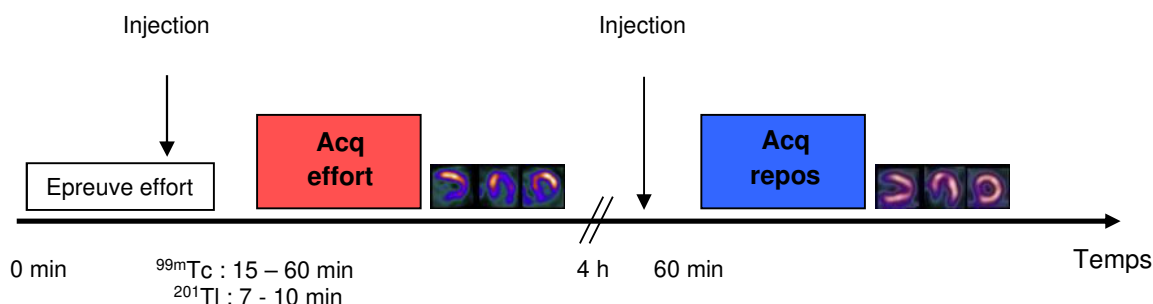 Injection
Injection
Epreuve effort
Acq
effort
Acq
repos
Temps
0 min
99mTc : 15 – 60 min
201Tl : 7 - 10 min
4 h
60 min